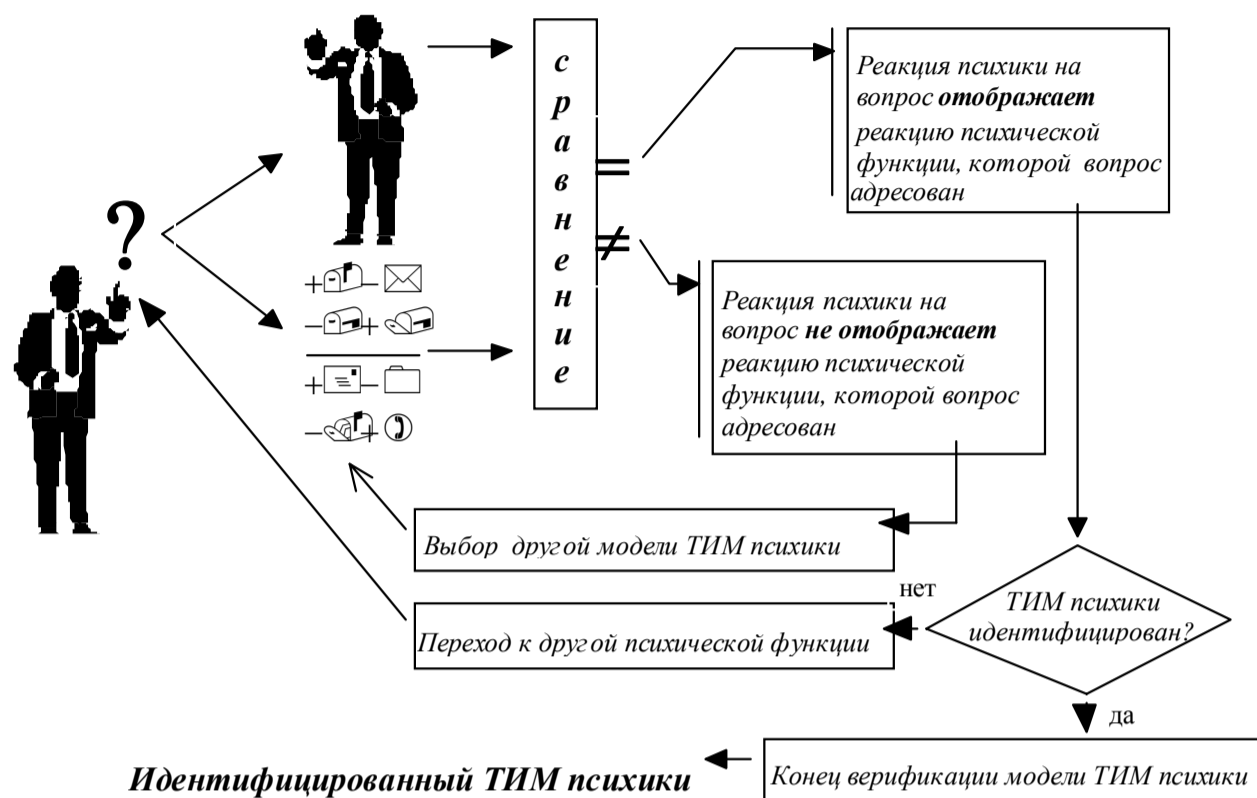 ?
с
р
а
в
н
е
н
и
е
=
≠
Реакция психики на
вопрос отображает
реакцию психической
функции, которой вопрос
адресован
+ –
– +
+ –
– +
Реакция психики на
вопрос не отображает
реакцию психической
функции, которой вопрос
адресован
Выбор другой модели ТИМ психики
нет
Переход к другой психической функции
ТИМ психики
идентифицирован?
да
Идентифицированный ТИМ психики
Конец верификации модели ТИМ психики